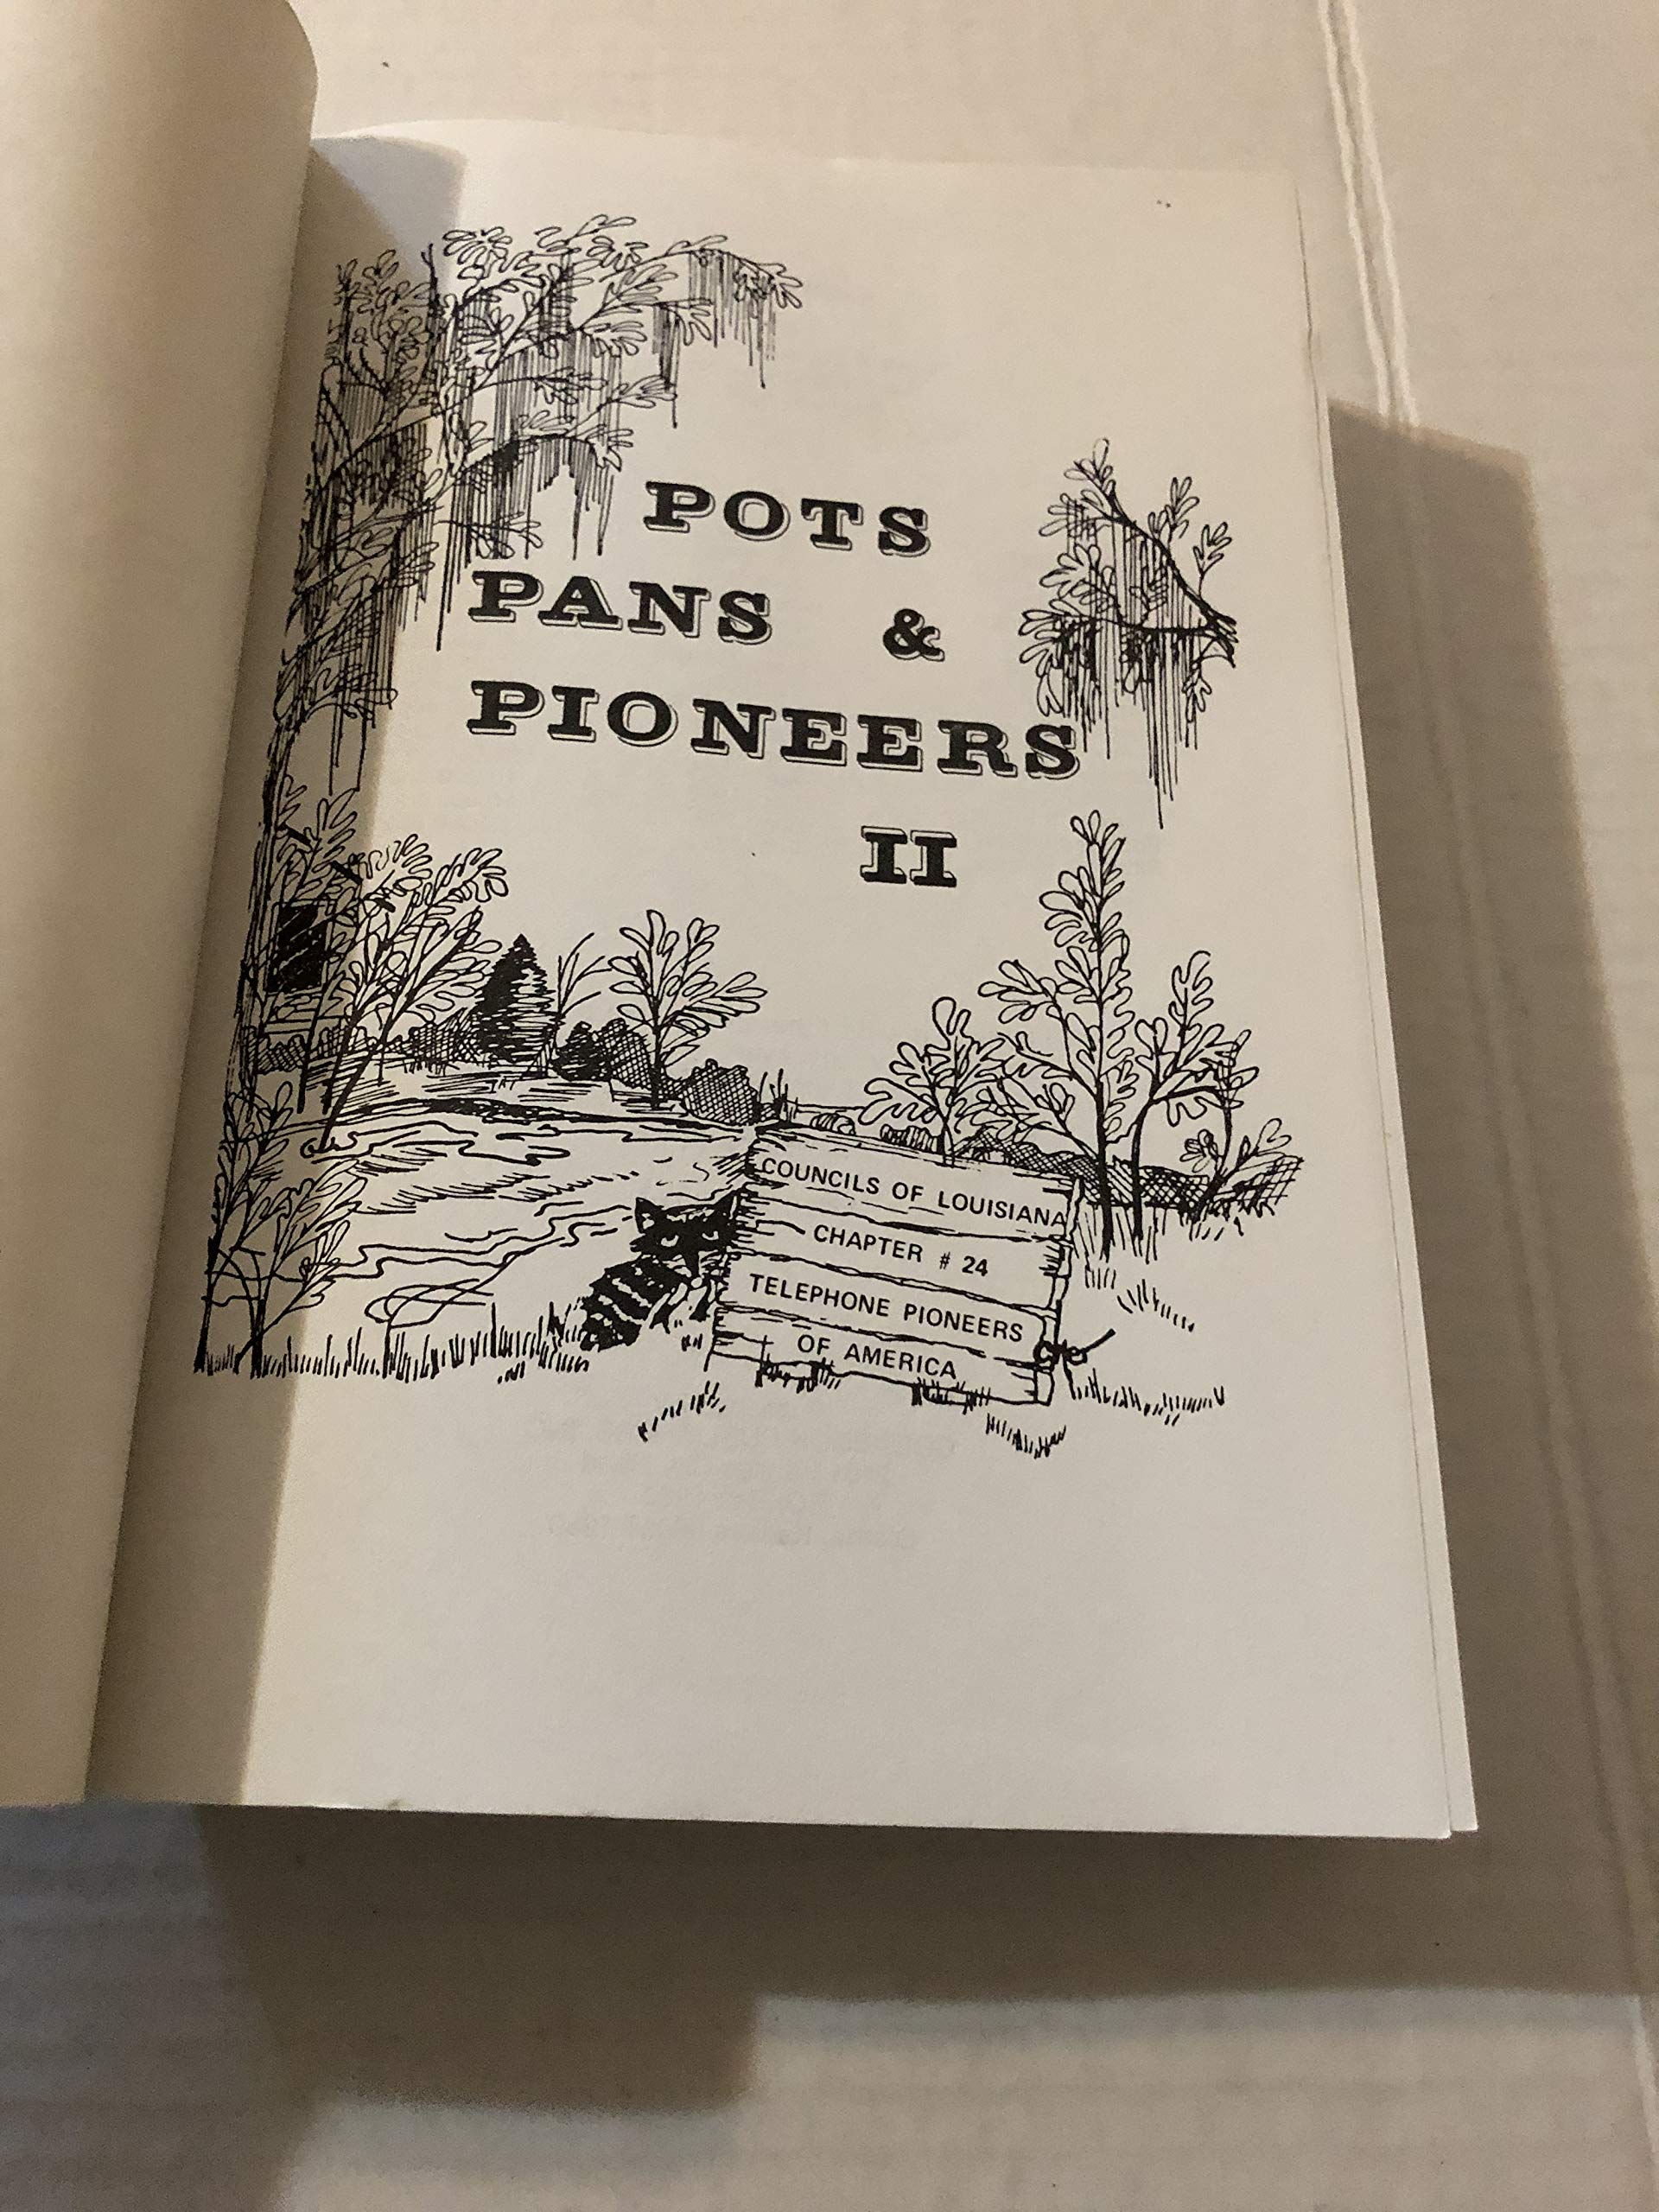 POTS
PANS &
PIONEERS
II
COUNCILS OF LOUISIANA
CHAPTER # 24
TELEPHONE PIONEERS
OF AMERICA